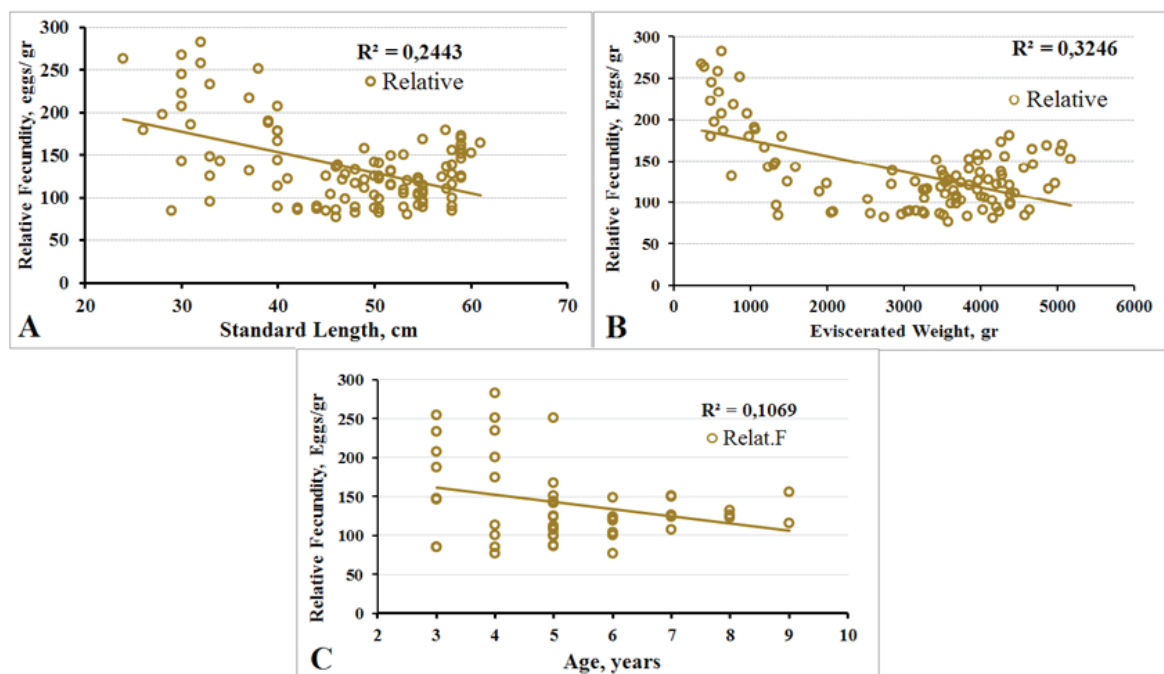 Relative Fecundity, eggs/ gr
300
250
200
150
100
50
0
R² = 0,2443
Relative
20 30 40 50 60 70
A
Standard Length, cm
Relative Fecundity, Eggs/ gr
300
250
200
150
100
50
0
R² = 0,3246
Relative
0 1000 2000 3000 4000 5000 6000
B
Eviscerated Weight, gr
Relative Fecundity, Eggs/gr
300
250
200
150
100
50
0
R² = 0,1069
Relat.F
2 3 4 5 6 7 8 9 10
C
Age, years